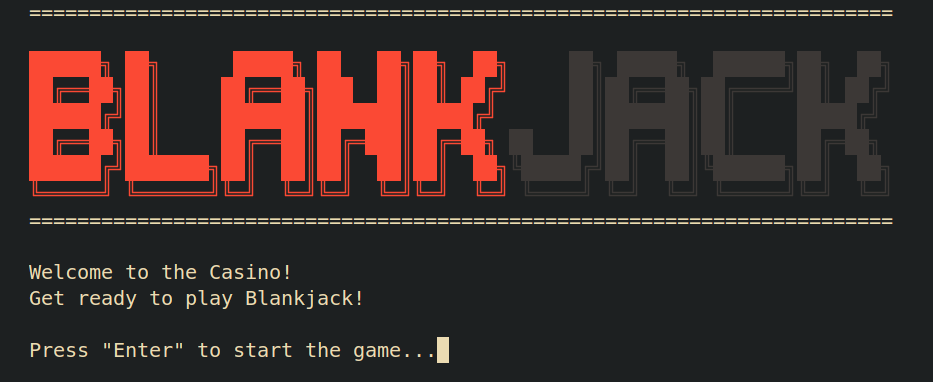 ========================================================================
BLANKJACK
========================================================================
Welcome to the Casino!
Get ready to play Blankjack!
Press "Enter" to start the game...